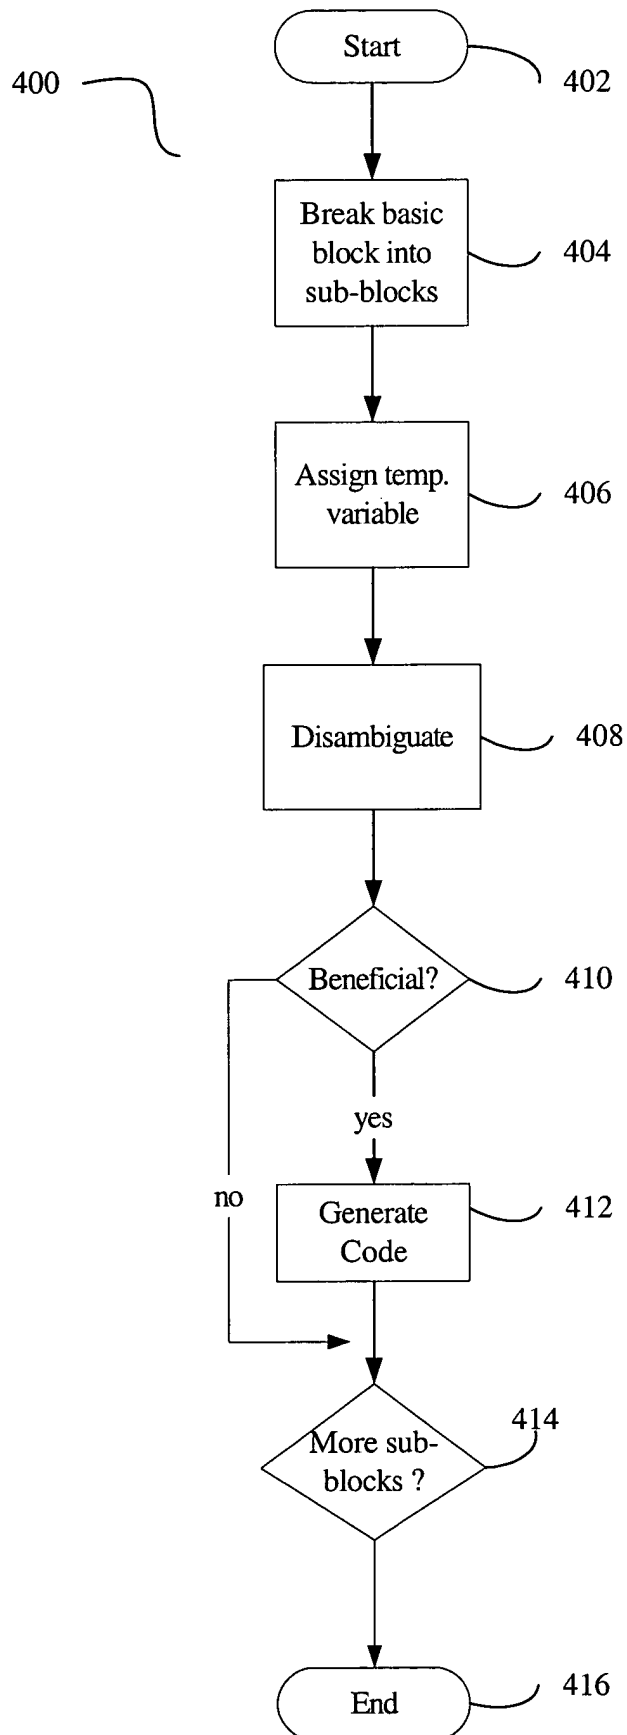 Start
402
400
Break basic
block into
sub-blocks
404
Assign temp.
variable
406
Disambiguate
408
Beneficial?
410
yes
no
Generate
Code
412
414
More sub-
blocks ?
End
416